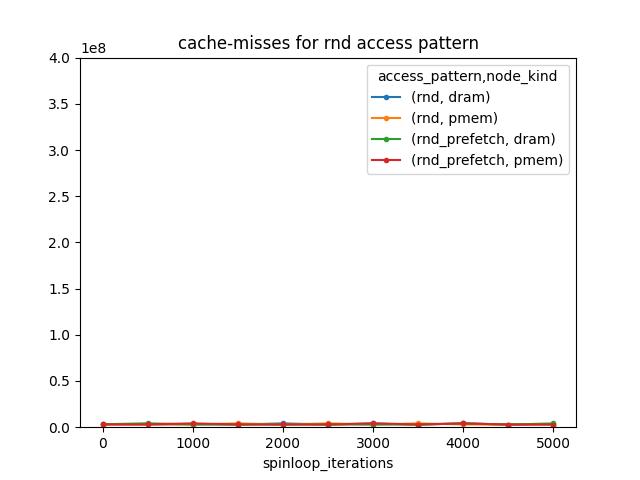 cache-misses for rnd access pattern
1e8
4.0
3.5
3.0
2.5
2.0
1.5
1.0
0.5
0.0
access_pattern,node_kind
(rnd, dram)
(rnd, pmem)
(rnd_prefetch, dram)
(rnd_prefetch, pmem)
0 1000 2000 3000 4000 5000
spinloop_iterations